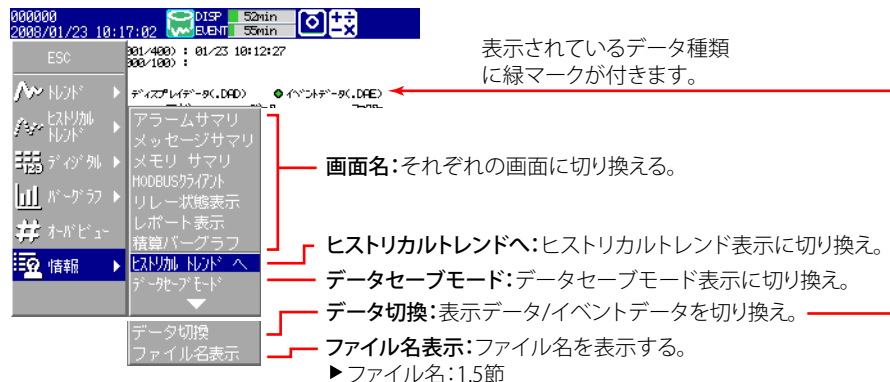 000000
2008/01/23 10:17:02
DISP 52min
EVENT 55min
ESC
001/400) : 01/23 10:12:27
000/100) :
表示されているデータ種類
に緑マークが付きます。
ディスプレイデータ(.DAD) イベントデータ(.DAE)
トレンド
ヒストリカル
トレンド
ディジタル
バーグラフ
オーバビュー
情報
アラームサマリ
メッセージサマリ
メモリ サマリ
MODBUSクライアント
リレー状態表示
レポート表示
積算バーグラフ
ヒストリカル トレンド へ
データセーブモード
データ切換
ファイル名表示
画面名:それぞれの画面に切り換える。
ヒストリカルトレンドへ:ヒストリカルトレンド表示に切り換え。
データセーブモード:データセーブモード表示に切り換え。
データ切換:表示データ/イベントデータを切り換え。
ファイル名表示:ファイル名を表示する。
▶ファイル名:1.5節